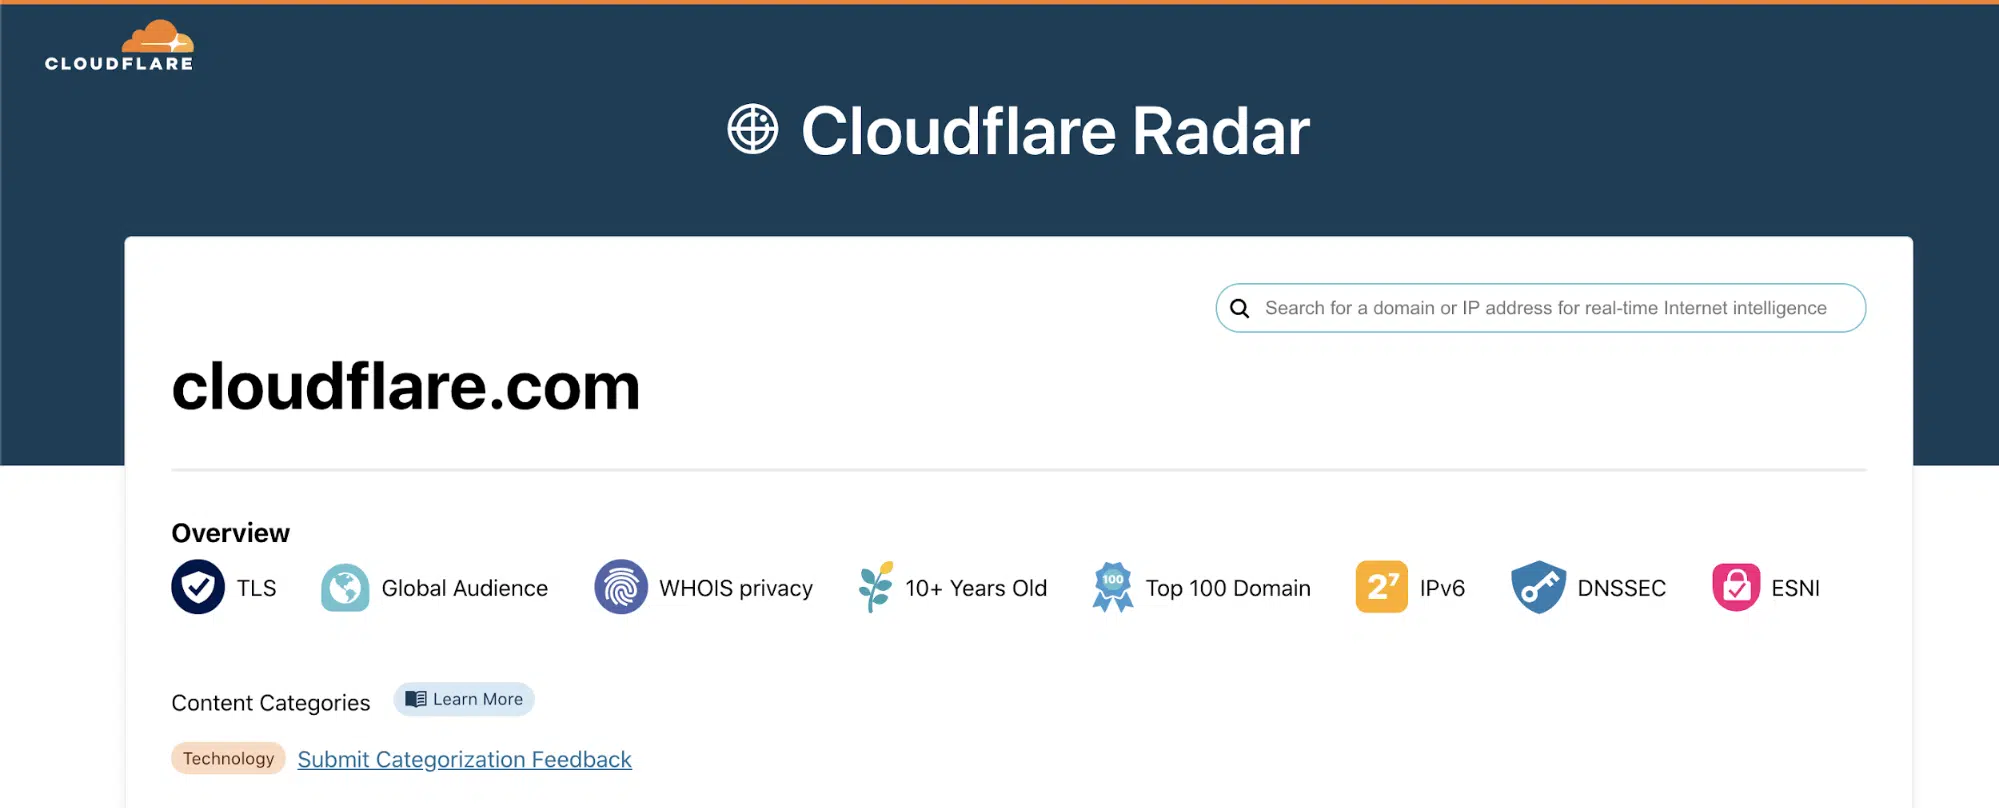 CLOUDFLARE
Cloudflare Radar
Search for a domain or IP address for real-time Internet intelligence
cloudflare.com
Overview
TLS Global Audience WHOIS privacy 10+ Years Old 100 Top 100 Domain 2⁷ IPv6 DNSSEC ESNI
Content Categories Learn More
Technology Submit Categorization Feedback